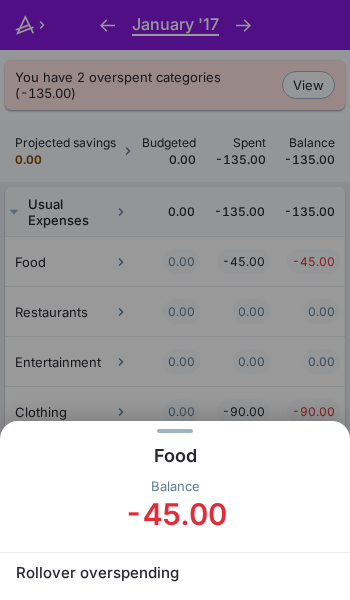 January '17
You have 2 overspent categories
(-135.00)
View
Projected savings Budgeted Spent Balance
0.00 0.00 -135.00 -135.00
Usual
Expenses
0.00 -135.00 -135.00
Food 0.00 -45.00 -45.00
Restaurants 0.00 0.00 0.00
Entertainment 0.00 0.00 0.00
Clothing 0.00 -90.00 -90.00
Food
Balance
-45.00
Rollover overspending